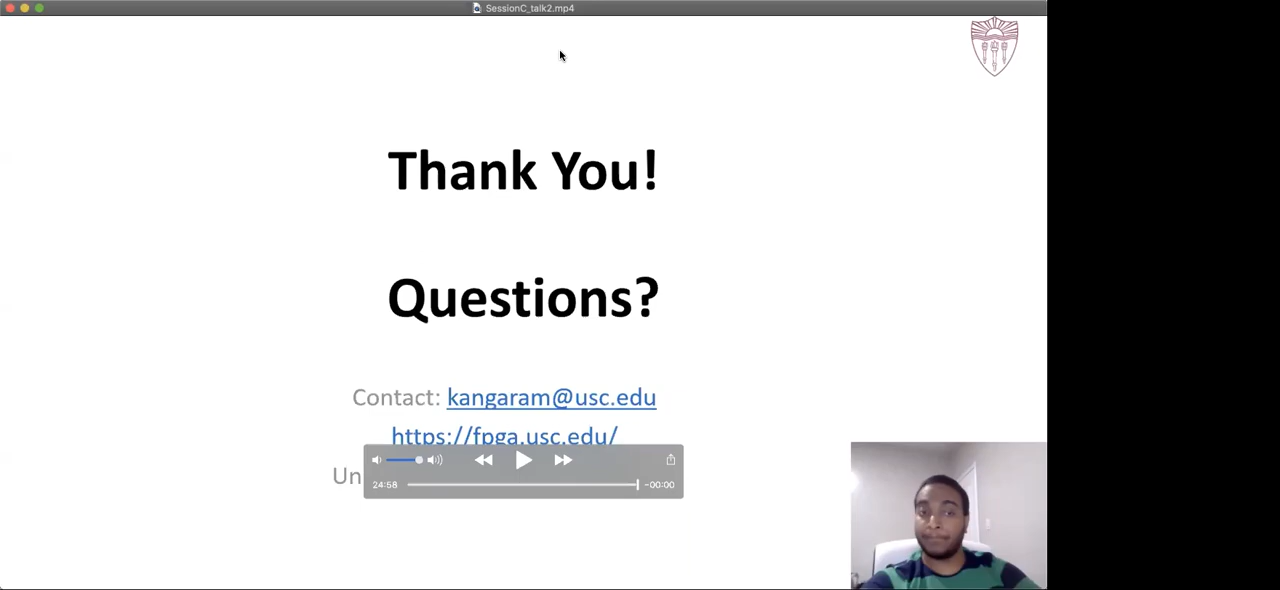 SessionC_talk2.mp4
Thank You!
Questions?
Contact: kangaram@usc.edu
https://fpga.usc.edu/
Un
24:58
-00:00